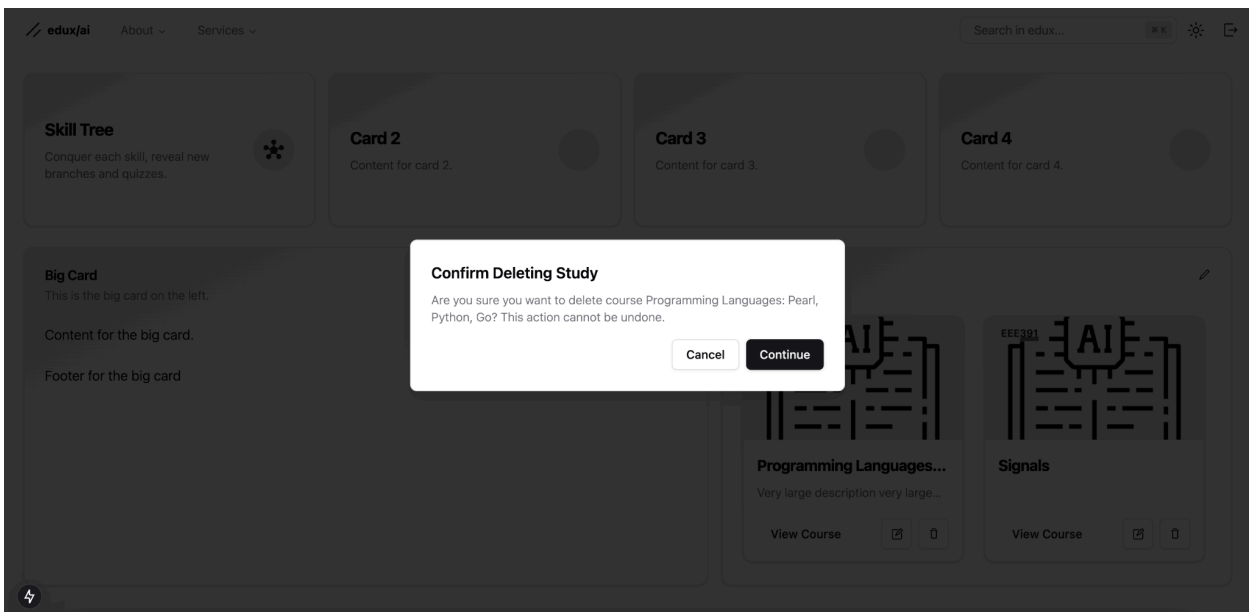 edux/ai
About
Services
Search in edux...
⌘ K
Skill Tree
Conquer each skill, reveal new
branches and quizzes.
Card 2
Content for card 2.
Card 3
Content for card 3.
Card 4
Content for card 4.
Big Card
This is the big card on the left.
Content for the big card.
Footer for the big card
Confirm Deleting Study
Are you sure you want to delete course Programming Languages: Pearl,
Python, Go? This action cannot be undone.
Cancel
Continue
AI
Programming Languages...
Very large description very large...
View Course
EEE391
AI
Signals
View Course